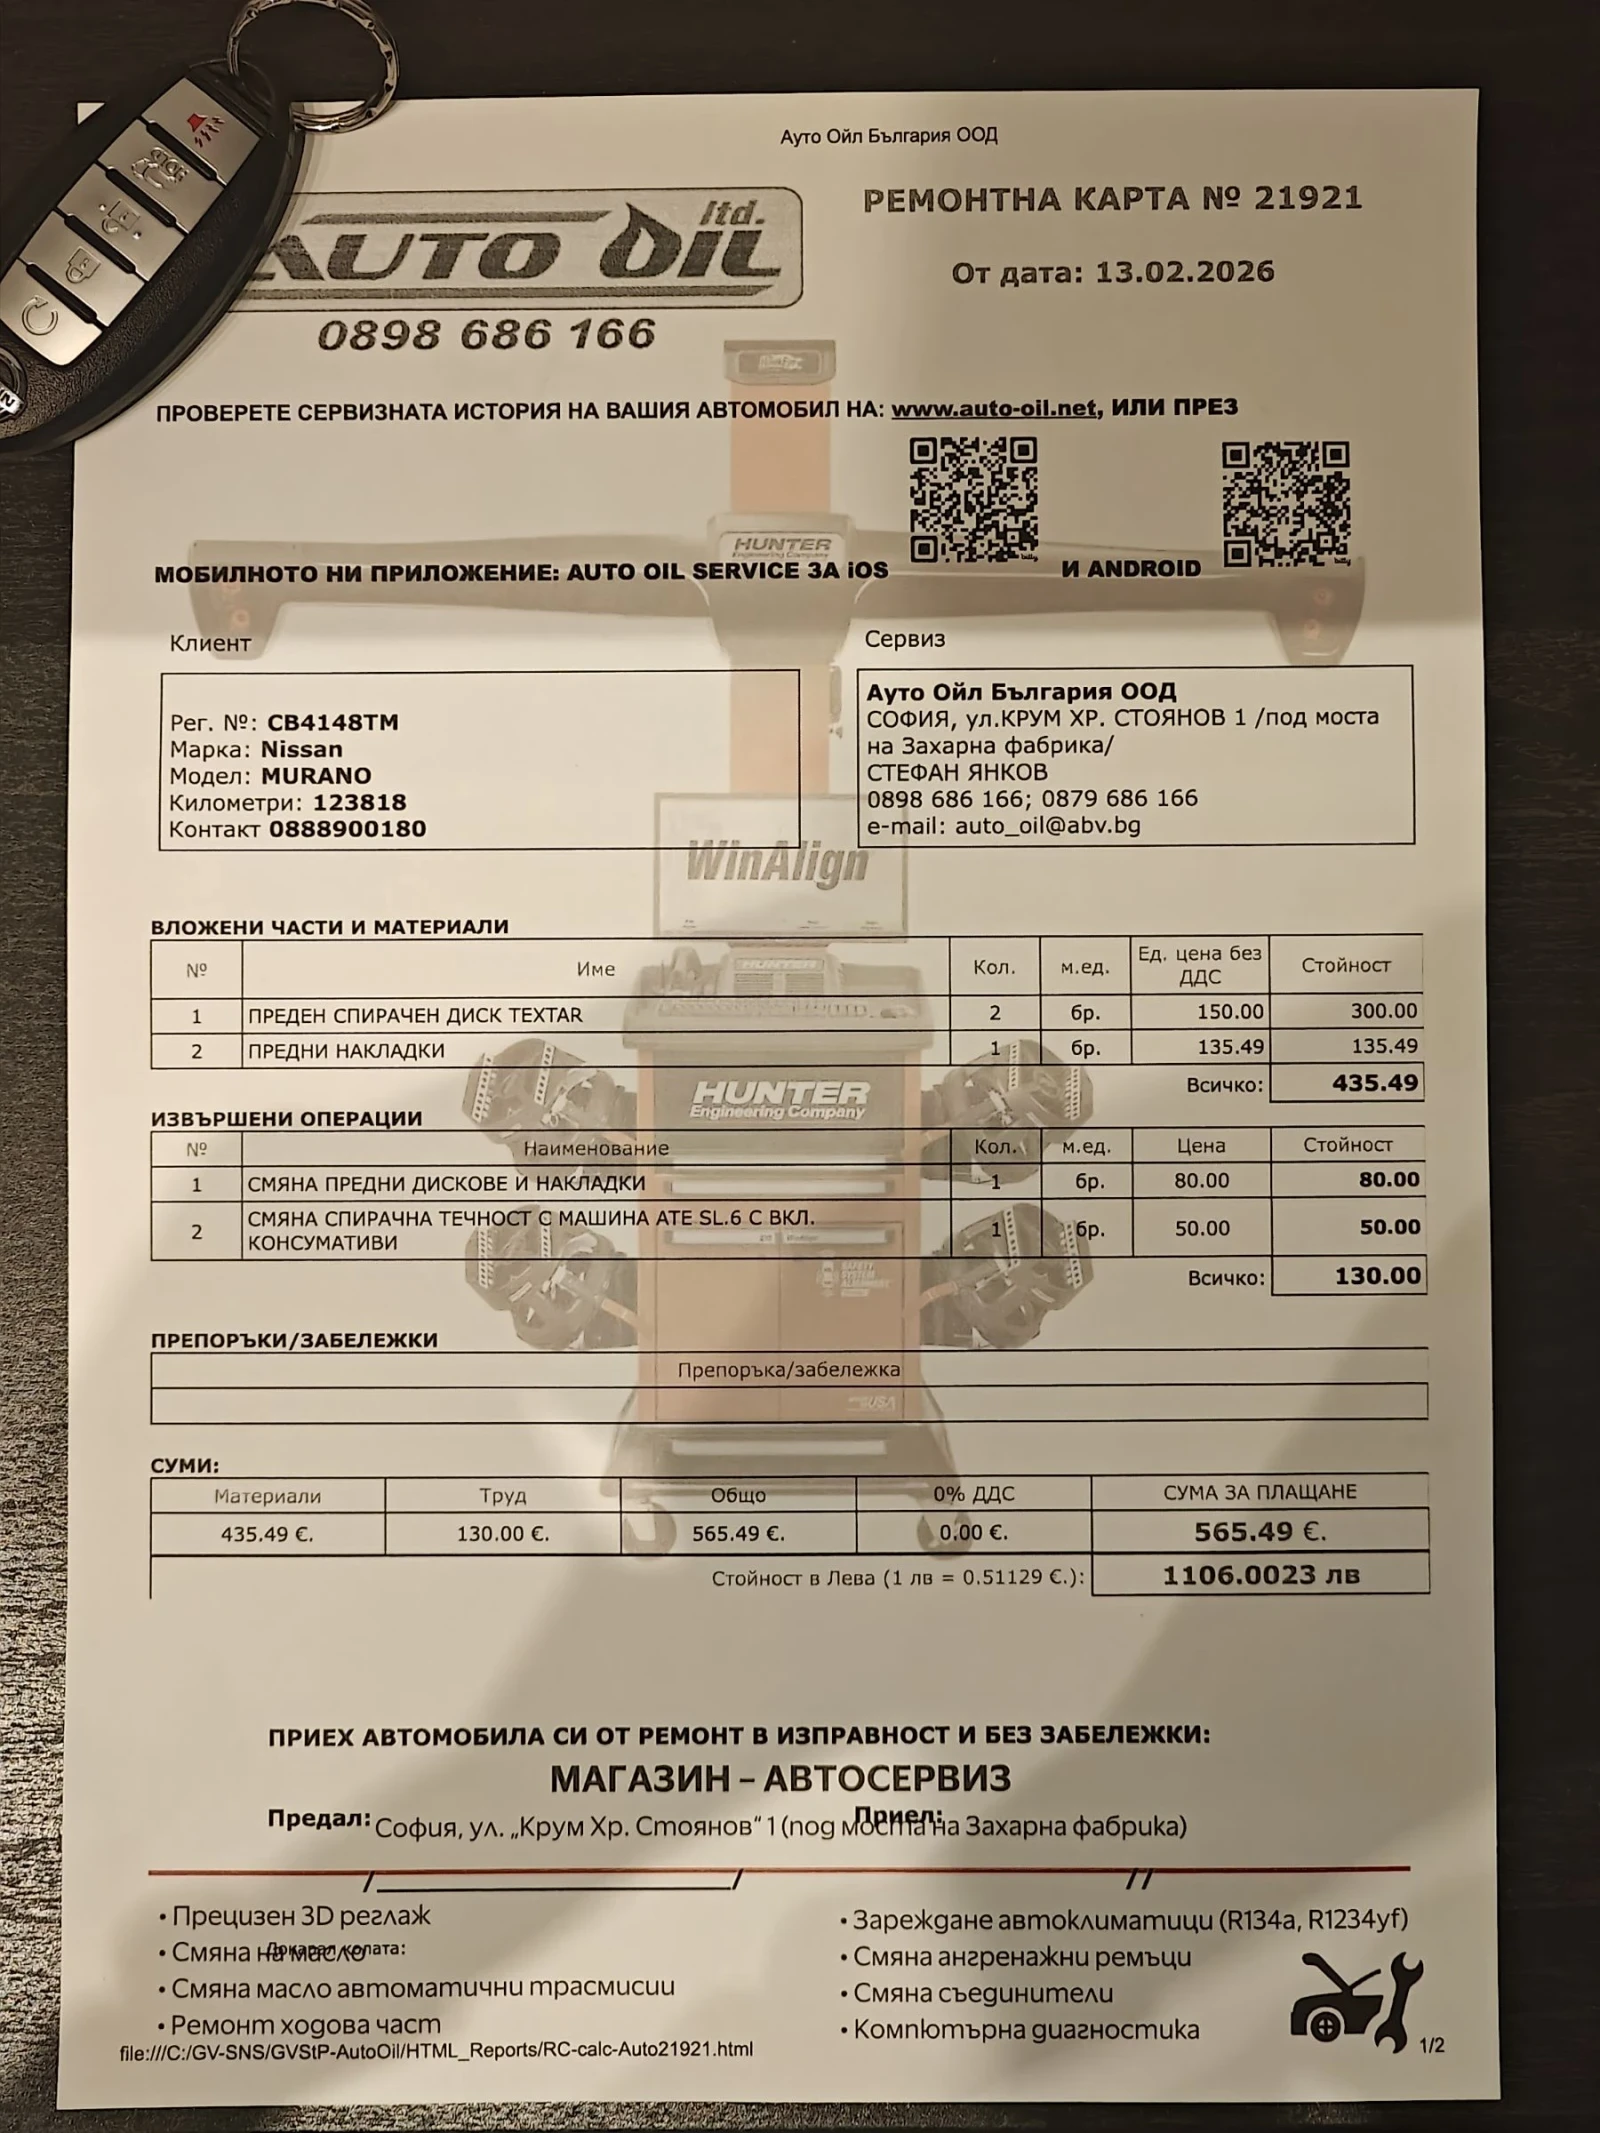 Ауто Ойл България ООД
AUTO OIL ltd.
0898 686 166
РЕМОНТНА КАРТА № 21921
От дата: 13.02.2026
ПРОВЕРЕТЕ СЕРВИЗНАТА ИСТОРИЯ НА ВАШИЯ АВТОМОБИЛ НА: www.auto-oil.net, ИЛИ ПРЕЗ
HUNTER
Engineering Company
МОБИЛНОТО НИ ПРИЛОЖЕНИЕ: AUTO OIL SERVICE ЗА iOS И ANDROID
Клиент
Рег. №: CB4148TM
Марка: Nissan
Модел: MURANO
Километри: 123818
Контакт 0888900180
Сервиз
Ауто Ойл България ООД
СОФИЯ, ул.КРУМ ХР. СТОЯНОВ 1 /под моста
на Захарна фабрика/
СТЕФАН ЯНКОВ
0898 686 166; 0879 686 166
e-mail: auto_oil@abv.bg
WinAlign
ВЛОЖЕНИ ЧАСТИ И МАТЕРИАЛИ
№ Име Кол. м.ед. Ед. цена без ДДС Стойност
1 ПРЕДЕН СПИРАЧЕН ДИСК TEXTAR 2 бр. 150.00 300.00
2 ПРЕДНИ НАКЛАДКИ 1 бр. 135.49 135.49
Всичко: 435.49
HUNTER
Engineering Company
ИЗВЪРШЕНИ ОПЕРАЦИИ
№ Наименование Кол. м.ед. Цена Стойност
1 СМЯНА ПРЕДНИ ДИСКОВЕ И НАКЛАДКИ 1 бр. 80.00 80.00
2 СМЯНА СПИРАЧНА ТЕЧНОСТ С МАШИНА ATE SL.6 С ВКЛ. 1 бр. 50.00 50.00
КОНСУМАТИВИ
Всичко: 130.00
ПРЕПОРЪКИ/ЗАБЕЛЕЖКИ
Препоръка/забележка
СУМИ:
Материали Труд Общо 0% ДДС СУМА ЗА ПЛАЩАНЕ
435.49 €. 130.00 €. 565.49 €. 0.00 €. 565.49 €.
Стойност в Лева (1 лв = 0.51129 €.): 1106.0023 лв
ПРИЕХ АВТОМОБИЛА СИ ОТ РЕМОНТ В ИЗПРАВНОСТ И БЕЗ ЗАБЕЛЕЖКИ:
МАГАЗИН – АВТОСЕРВИЗ
Предал: Приел:
София, ул. „Крум Хр. Стоянов“ 1 (под моста на Захарна фабрика)
/ / //
• Прецизен 3D реглаж
• Смяна на масло
Докарал колата:
• Смяна масло автоматични трасмисии
• Ремонт ходова част
• Зареждане автоклиматици (R134a, R1234yf)
• Смяна ангренажни ремъци
• Смяна съединители
• Компютърна диагностика
file:///C:/GV-SNS/GVStP-AutoOil/HTML_Reports/RC-calc-Auto21921.html
1/2